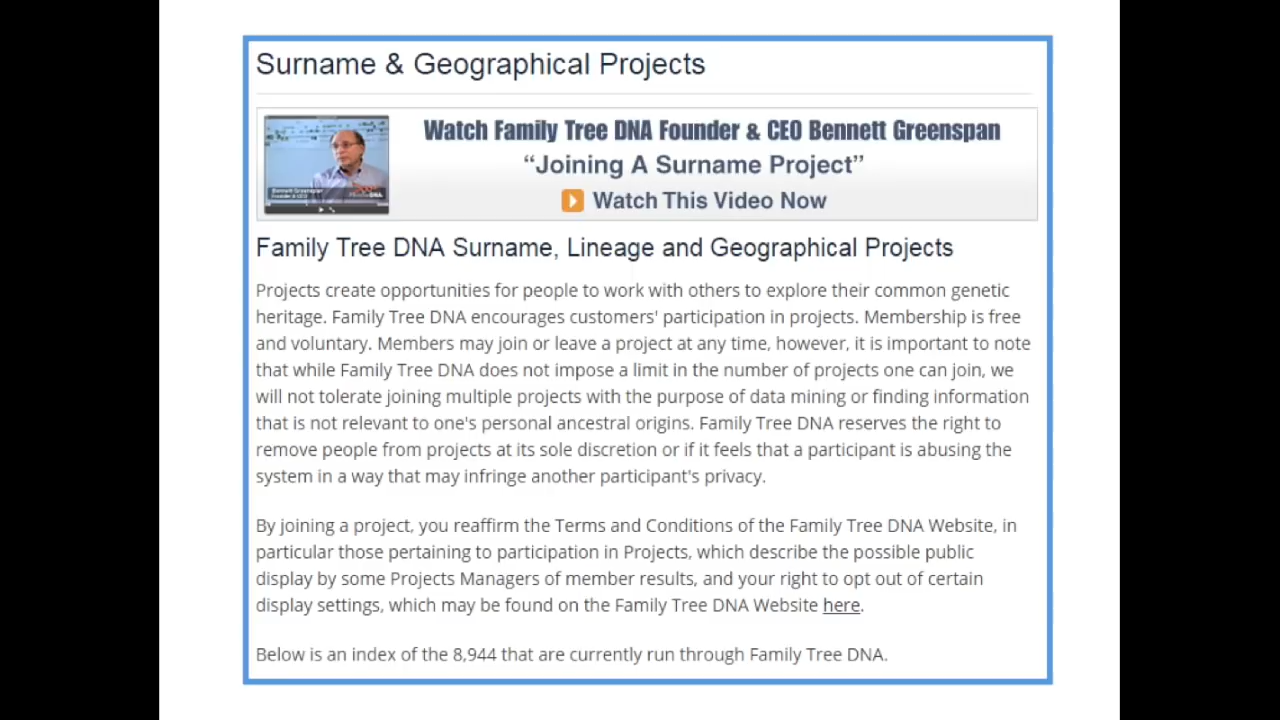 Surname & Geographical Projects
Watch Family Tree DNA Founder & CEO Bennett Greenspan
“Joining A Surname Project”
Watch This Video Now
Bennett Greenspan
Founder & CEO
Family Tree DNA Surname, Lineage and Geographical Projects
Projects create opportunities for people to work with others to explore their common genetic
heritage. Family Tree DNA encourages customers' participation in projects. Membership is free
and voluntary. Members may join or leave a project at any time, however, it is important to note
that while Family Tree DNA does not impose a limit in the number of projects one can join, we
will not tolerate joining multiple projects with the purpose of data mining or finding information
that is not relevant to one's personal ancestral origins. Family Tree DNA reserves the right to
remove people from projects at its sole discretion or if it feels that a participant is abusing the
system in a way that may infringe another participant's privacy.
By joining a project, you reaffirm the Terms and Conditions of the Family Tree DNA Website, in
particular those pertaining to participation in Projects, which describe the possible public
display by some Projects Managers of member results, and your right to opt out of certain
display settings, which may be found on the Family Tree DNA Website here.
Below is an index of the 8,944 that are currently run through Family Tree DNA.